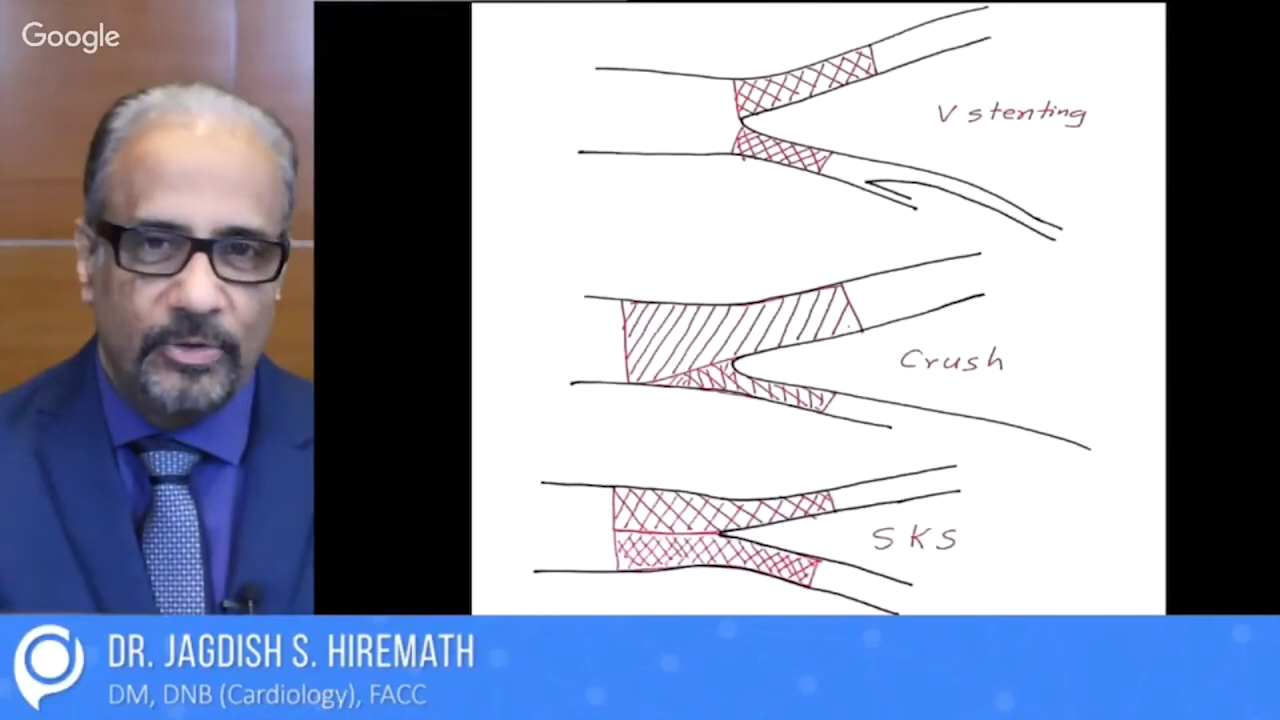 Google
V stenting
Crush
SKS
DR. JAGDISH S. HIREMATH
DM, DNB (Cardiology), FACC